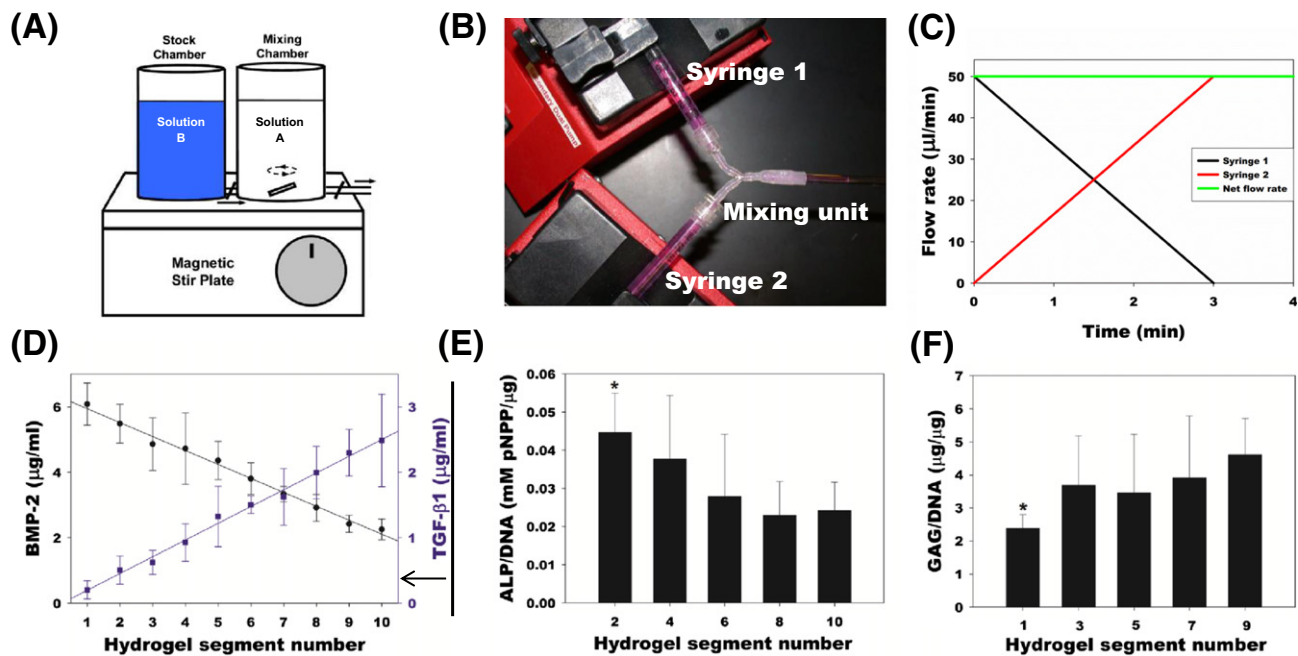 (A)
Stock
Chamber
Mixing
Chamber
Solution
B
Solution
A
Magnetic
Stir Plate
(B)
Syringe 1
Mixing unit
Syringe 2
(C)
Flow rate (µl/min)
50
40
30
20
10
0
Syringe 1
Syringe 2
Net flow rate
0 1 2 3 4
Time (min)
(D)
BMP-2 (µg/ml)
6
4
2
0
3
2
1
0
TGF-β1 (µg/ml)
1 2 3 4 5 6 7 8 9 10
Hydrogel segment number
(E)
ALP/DNA (mM pNPP/µg)
0.06
0.05
0.04
0.03
0.02
0.01
0.00
*
2 4 6 8 10
Hydrogel segment number
(F)
GAG/DNA (µg/µg)
7
6
5
4
3
2
1
0
*
1 3 5 7 9
Hydrogel segment number